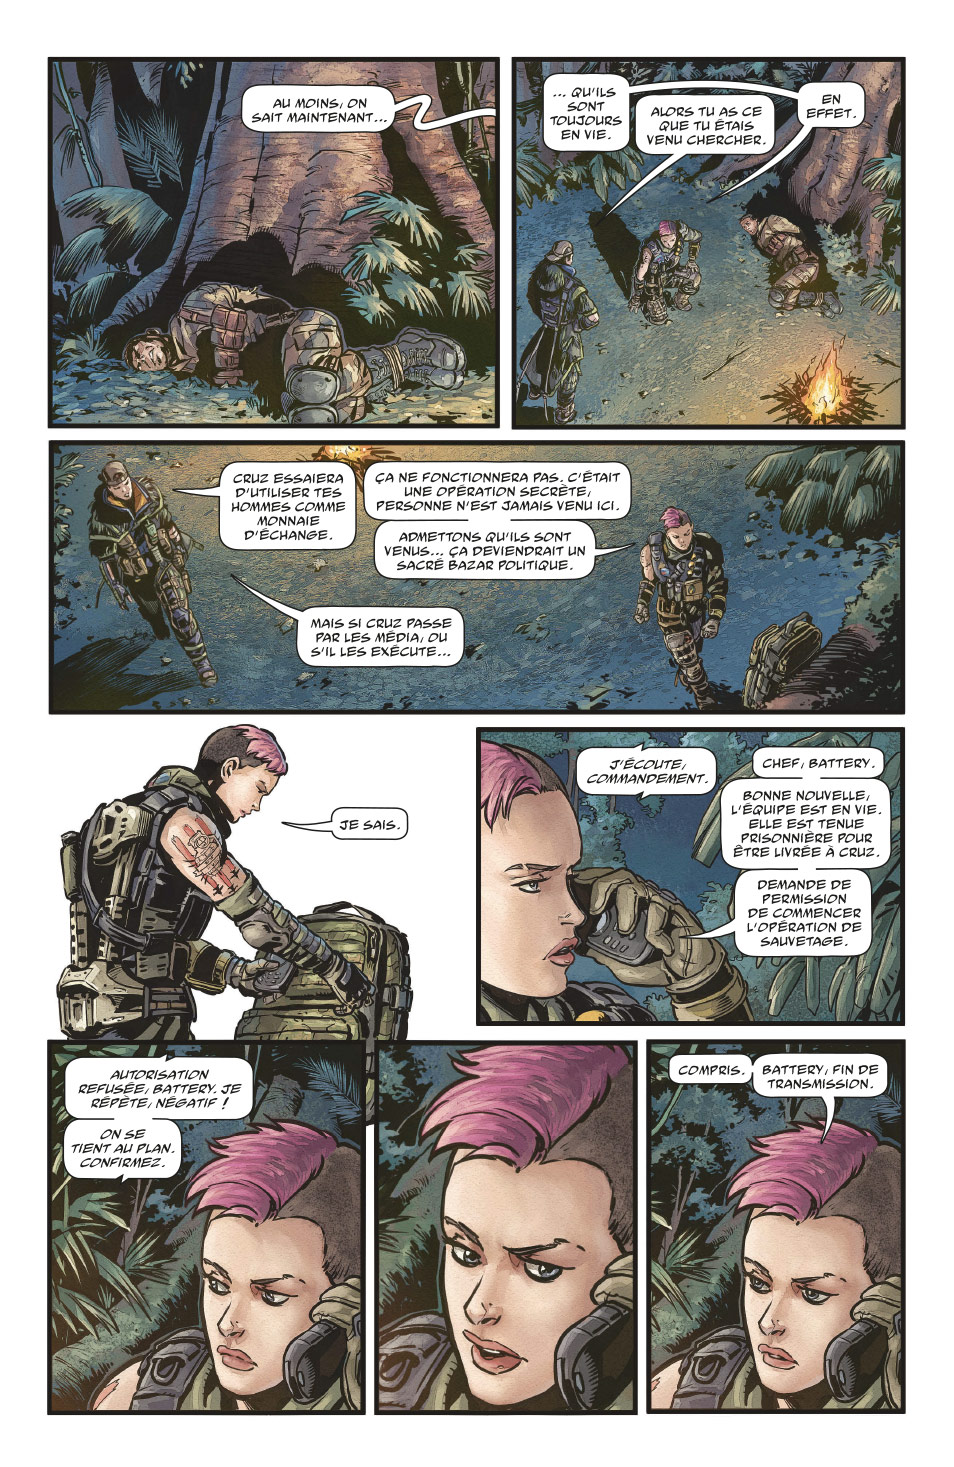 AU MOINS, ON
SAIT MAINTENANT...
... QU'ILS
SONT
TOUJOURS
EN VIE.
ALORS TU AS CE
QUE TU ÉTAIS
VENU CHERCHER.
EN
EFFET.
CRUZ ESSAIERA
D'UTILISER TES
HOMMES COMME
MONNAIE
D'ÉCHANGE.
ÇA NE FONCTIONNERA PAS. C'ÉTAIT
UNE OPÉRATION SECRÈTE,
PERSONNE N'EST JAMAIS VENU ICI.
ADMETTONS QU'ILS SONT
VENUS... ÇA DEVIENDRAIT UN
SACRÉ BAZAR POLITIQUE.
MAIS SI CRUZ PASSE
PAR LES MÉDIA, OU
S'IL LES EXÉCUTE...
JE SAIS.
J'ÉCOUTE,
COMMANDEMENT.
CHEF, BATTERY.
BONNE NOUVELLE,
L'ÉQUIPE EST EN VIE.
ELLE EST TENUE
PRISONNIÈRE POUR
ÊTRE LIVRÉE À CRUZ.
DEMANDE DE
PERMISSION
DE COMMENCER
L'OPÉRATION DE
SAUVETAGE.
AUTORISATION
REFUSÉE, BATTERY. JE
RÉPÈTE, NÉGATIF !
ON SE
TIENT AU PLAN.
CONFIRMEZ.
COMPRIS.
BATTERY, FIN DE
TRANSMISSION.